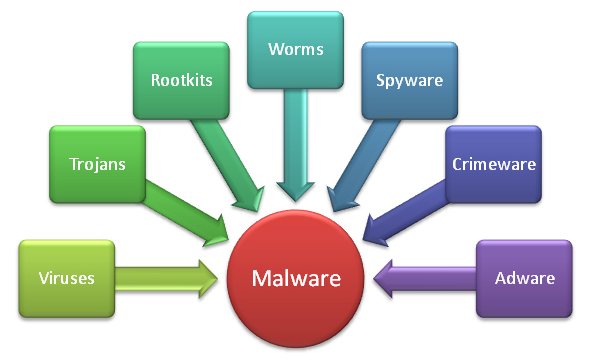 Worms
Rootkits
Spyware
Trojans
Crimeware
Viruses
Malware
Adware